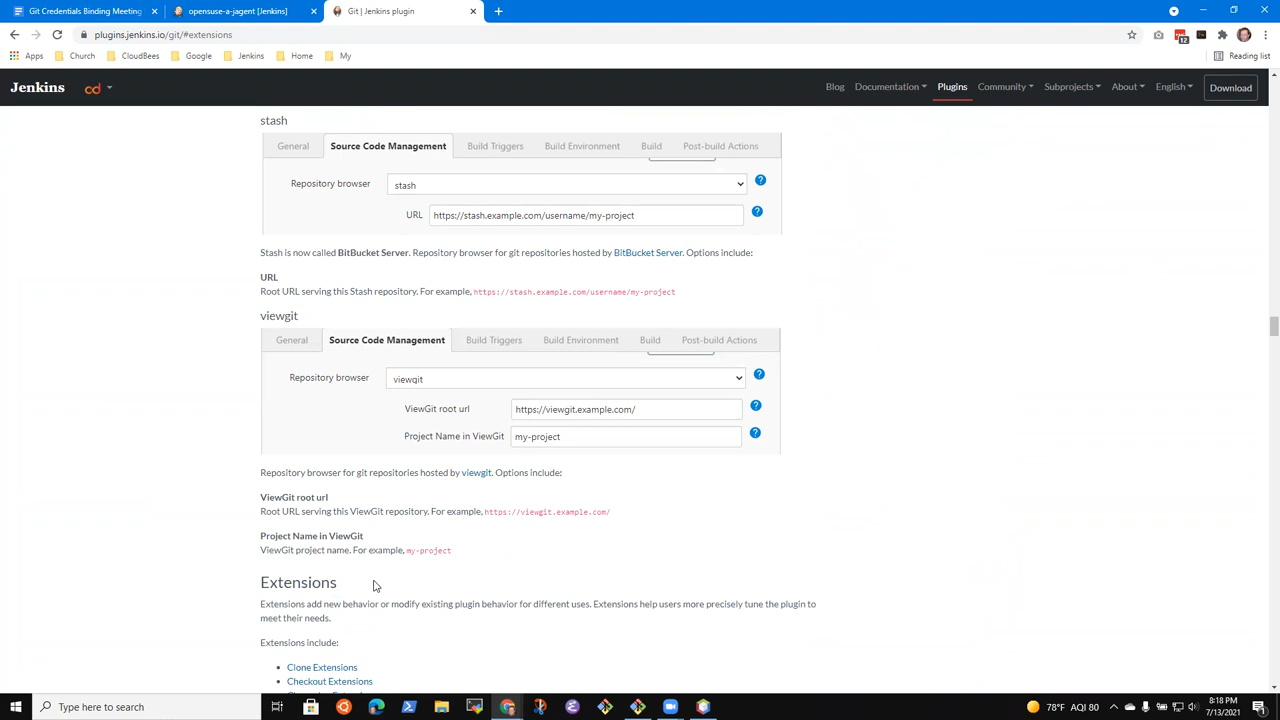 Git Credentials Binding Meeting
opensuse-a-jagent [Jenkins]
Git | Jenkins plugin
plugins.jenkins.io/git/#extensions
12
Apps
Church
CloudBees
Google
Jenkins
Home
My
Reading list
Jenkins
cd
Blog
Documentation
Plugins
Community
Subprojects
About
English
Download
stash
General
Source Code Management
Build Triggers
Build Environment
Build
Post-build Actions
Repository browser
stash
?
URL
https://stash.example.com/username/my-project
?
Stash is now called BitBucket Server. Repository browser for git repositories hosted by BitBucket Server. Options include:
URL
Root URL serving this Stash repository. For example, https://stash.example.com/username/my-project
viewgit
General
Source Code Management
Build Triggers
Build Environment
Build
Post-build Actions
Repository browser
viewgit
?
ViewGit root url
https://viewgit.example.com/
?
Project Name in ViewGit
my-project
?
Repository browser for git repositories hosted by viewgit. Options include:
ViewGit root url
Root URL serving this ViewGit repository. For example, https://viewgit.example.com/
Project Name in ViewGit
ViewGit project name. For example, my-project
Extensions
Extensions add new behavior or modify existing plugin behavior for different uses. Extensions help users more precisely tune the plugin to
meet their needs.
Extensions include:
• Clone Extensions
• Checkout Extensions
Type here to search
78°F AQI 80
8:18 PM
7/13/2021